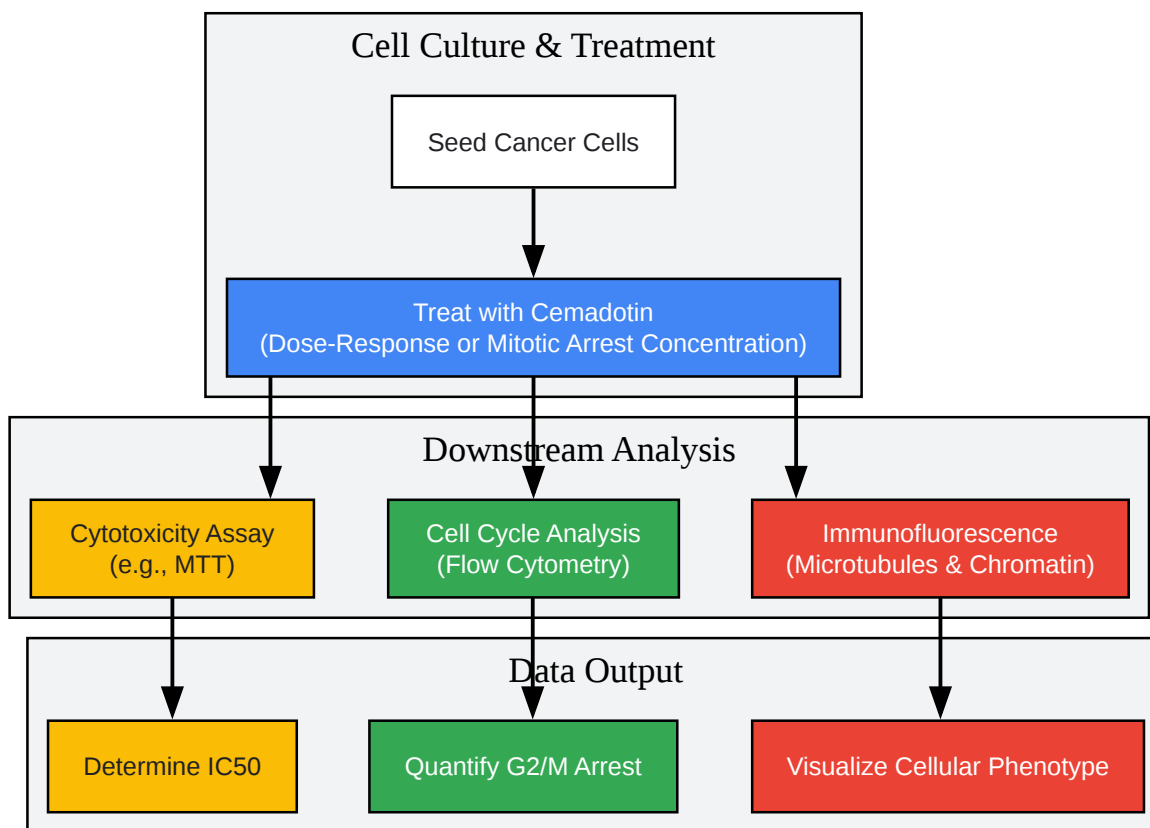 Cell Culture & Treatment
Seed Cancer Cells
Treat with Cemadotin
(Dose-Response or Mitotic Arrest Concentration)
Downstream Analysis
Cytotoxicity Assay
(e.g., MTT)
Cell Cycle Analysis
(Flow Cytometry)
Immunofluorescence
(Microtubules & Chromatin)
Data Output
Determine IC50
Quantify G2/M Arrest
Visualize Cellular Phenotype